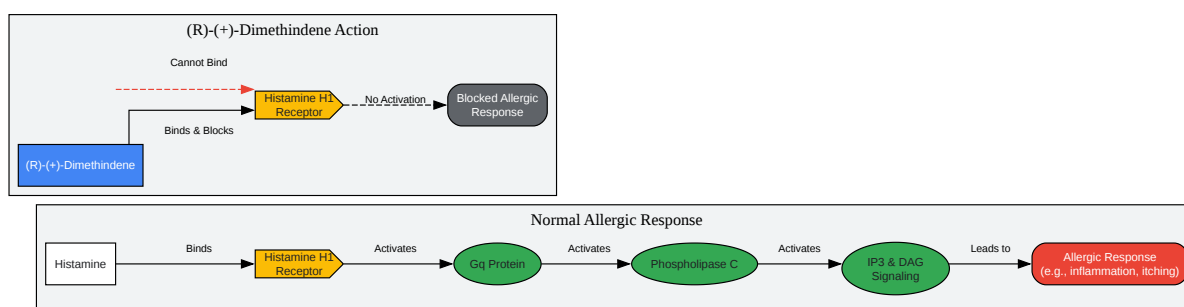 (R)-(+)-Dimethindene Action
Cannot Bind
Histamine H1
Receptor
No Activation
Blocked Allergic
Response
Binds & Blocks
(R)-(+)-Dimethindene
Normal Allergic Response
Histamine
Binds
Histamine H1
Receptor
Activates
Gq Protein
Activates
Phospholipase C
Activates
IP3 & DAG
Signaling
Leads to
Allergic Response
(e.g., inflammation, itching)